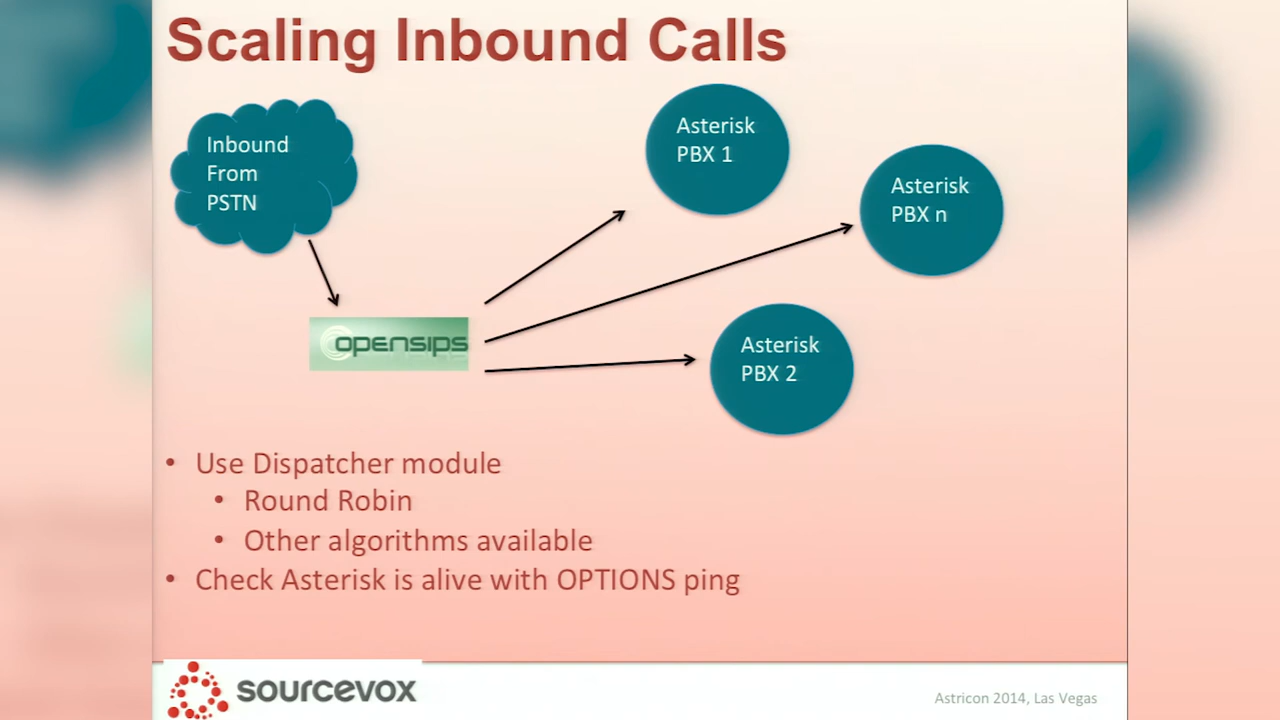 Scaling Inbound Calls
Inbound
From
PSTN
Asterisk
PBX 1
Asterisk
PBX n
opensips
Asterisk
PBX 2
• Use Dispatcher module
• Round Robin
• Other algorithms available
• Check Asterisk is alive with OPTIONS ping
sourcevox
Astricon 2014, Las Vegas